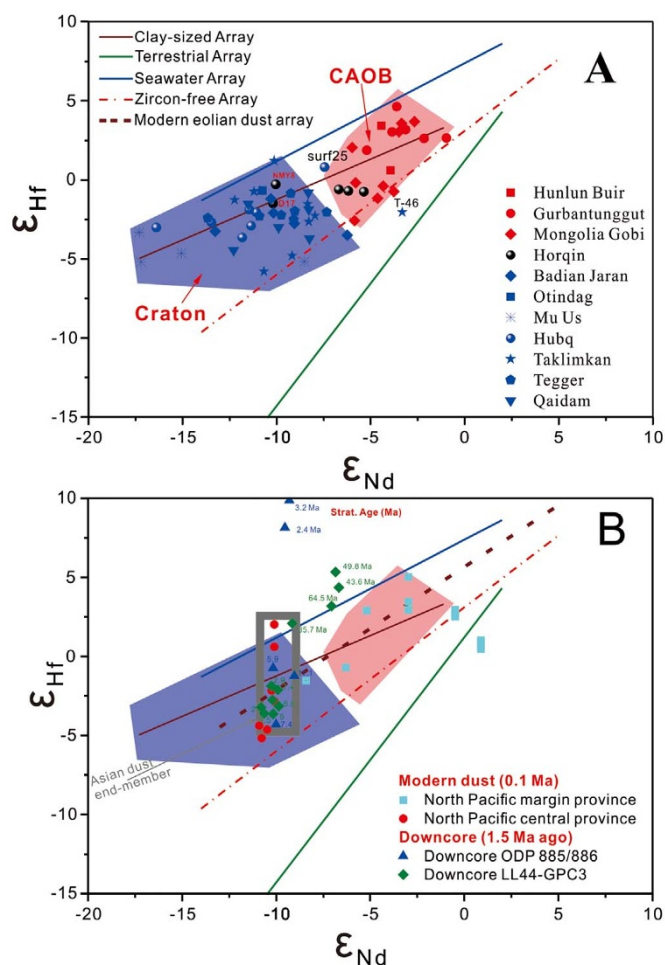 10
5
0
-5
-10
-15
εHf
Clay-sized Array
Terrestrial Array
Seawater Array
Zircon-free Array
Modern eolian dust array
A
CAOB
surf25
NMY8
T-46
Craton
Hunlun Buir
Gurbantunggut
Mongolia Gobi
Horqin
Badian Jaran
Otindag
Mu Us
Hubq
Taklimkan
Tegger
Qaidam
-20
-15
-10
-5
0
5
10
εNd
10
5
0
-5
-10
-15
εHf
3.2 Ma
Strat. Age (Ma)
2.4 Ma
B
49.8 Ma
43.6 Ma
64.5 Ma
Asian dust
end-member
Modern dust (0.1 Ma)
North Pacific margin province
North Pacific central province
Downcore (1.5 Ma ago)
Downcore ODP 885/886
Downcore LL44-GPC3
-20
-15
-10
-5
0
5
10
εNd